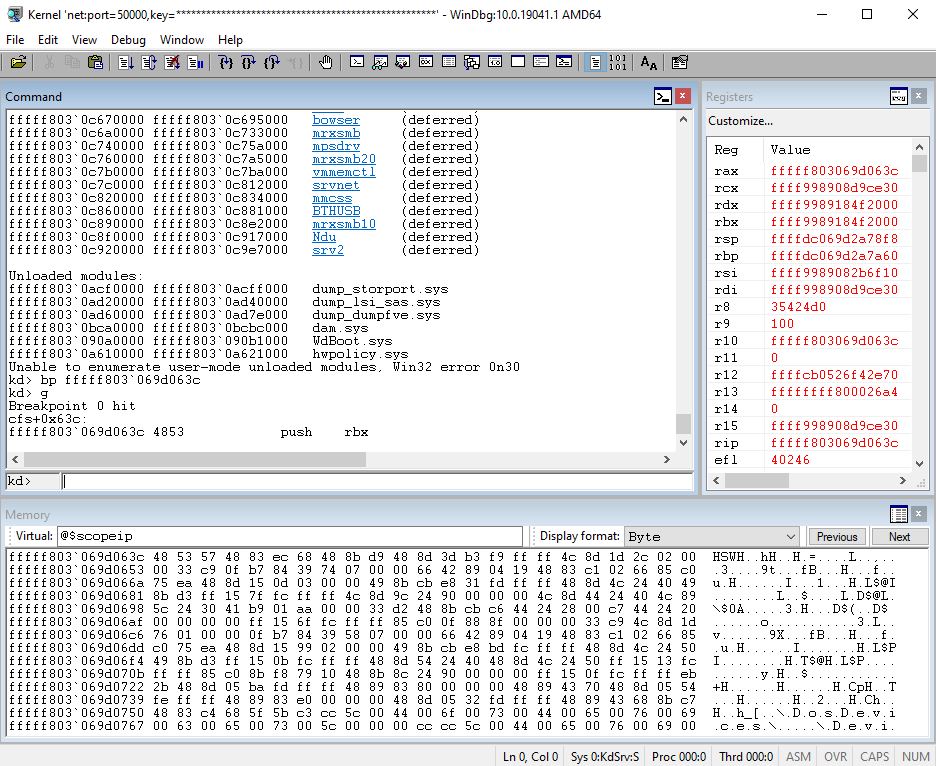 Kernel 'net:port=50000,key=***************************************************' - WinDbg:10.0.19041.1 AMD64
File Edit View Debug Window Help
Command
fffff803`0c670000 fffff803`0c695000 bowser (deferred)
fffff803`0c6a0000 fffff803`0c733000 mrxsmb (deferred)
fffff803`0c740000 fffff803`0c75a000 mpsdrv (deferred)
fffff803`0c760000 fffff803`0c7a5000 mrxsmb20 (deferred)
fffff803`0c7b0000 fffff803`0c7ba000 vmmemctl (deferred)
fffff803`0c7c0000 fffff803`0c812000 srvnet (deferred)
fffff803`0c820000 fffff803`0c834000 mmcss (deferred)
fffff803`0c860000 fffff803`0c881000 BTHUSB (deferred)
fffff803`0c890000 fffff803`0c8e2000 mrxsmb10 (deferred)
fffff803`0c8f0000 fffff803`0c917000 Ndu (deferred)
fffff803`0c920000 fffff803`0c9e7000 srv2 (deferred)
Unloaded modules:
fffff803`0acf0000 fffff803`0acff000 dump_storport.sys
fffff803`0ad20000 fffff803`0ad40000 dump_lsi_sas.sys
fffff803`0ad60000 fffff803`0ad7e000 dump_dumpfve.sys
fffff803`0bca0000 fffff803`0bcbc000 dam.sys
fffff803`090a0000 fffff803`090b1000 WdBoot.sys
fffff803`0a610000 fffff803`0a621000 hwpolicy.sys
Unable to enumerate user-mode unloaded modules, Win32 error 0n30
kd> bp fffff803`069d063c
kd> g
Breakpoint 0 hit
cfs+0x63c:
fffff803`069d063c 4853 push rbx
kd>
Registers
Customize...
Reg Value
rax fffff803069d063c
rcx ffff998908d9ce30
rdx ffff9989184f2000
rbx ffff9989184f2000
rsp ffffdc069d2a78f8
rbp ffffdc069d2a7a60
rsi ffff9989082b6f10
rdi ffff998908d9ce30
r8 35424d0
r9 100
r10 fffff803069d063c
r11 0
r12 ffffcb0526f42e70
r13 ffffffff800026a4
r14 0
r15 ffff998908d9ce30
rip fffff803069d063c
efl 40246
Memory
Virtual: @$scopeip Display format: Byte Previous Next
fffff803`069d063c 48 53 57 48 83 ec 68 48 8b d9 48 8d 3d b3 f9 ff ff 4c 8d 1d 2c 02 00 HSWH..hH..H.=....L..,..
fffff803`069d0653 00 33 c9 0f b7 84 39 74 07 00 00 66 42 89 04 19 48 83 c1 02 66 85 c0 .3....9t...fB...H...f..
fffff803`069d066a 75 ea 48 8d 15 0d 03 00 00 49 8b cb e8 31 fd ff ff 48 8d 4c 24 40 49 u.H......I...1...H.L$@I
fffff803`069d0681 8b d3 ff 15 7f fc ff ff 4c 8d 9c 24 90 00 00 00 4c 8d 44 24 40 4c 89 ........L..$....L.D$@L.
fffff803`069d0698 5c 24 30 41 b9 01 aa 00 00 33 d2 48 8b cb c6 44 24 28 00 c7 44 24 20 \$0A.....3.H...D$(..D$
fffff803`069d06af 00 00 00 00 ff 15 6f fc ff ff 85 c0 0f 88 8f 00 00 00 33 c9 4c 8d 1d ......o...........3.L..
fffff803`069d06c6 76 01 00 00 0f b7 84 39 58 07 00 00 66 42 89 04 19 48 83 c1 02 66 85 v......9X...fB...H...f.
fffff803`069d06dd c0 75 ea 48 8d 15 99 02 00 00 49 8b cb e8 bd fc ff ff 48 8d 4c 24 50 .u.H......I.......H.L$P
fffff803`069d06f4 49 8b d3 ff 15 0b fc ff ff 48 8d 54 24 40 48 8d 4c 24 50 ff 15 13 fc I........H.T$@H.L$P....
fffff803`069d070b ff ff 85 c0 8b f8 79 10 48 8b 8c 24 90 00 00 00 ff 15 0f fc ff ff eb ......y.H..$...........
fffff803`069d0722 2b 48 8d 05 ba fd ff ff 48 89 83 80 00 00 00 48 89 43 70 48 8d 05 54 +H......H......H.CpH..T
fffff803`069d0739 fe ff ff 48 89 83 e0 00 00 00 48 8d 05 32 fd ff ff 48 89 43 68 8b c7 ...H......H..2...H.Ch..
fffff803`069d0750 48 83 c4 68 5f 5b c3 cc 5c 00 44 00 6f 00 73 00 44 00 65 00 76 00 69 H..h_[..\.D.o.s.D.e.v.i
fffff803`069d0767 00 63 00 65 00 73 00 5c 00 00 00 cc cc 5c 00 44 00 65 00 76 00 69 00 .c.e.s.\.....\.D.e.v.i.
Ln 0, Col 0 Sys 0:KdSrv:S Proc 000:0 Thrd 000:0 ASM OVR CAPS NUM